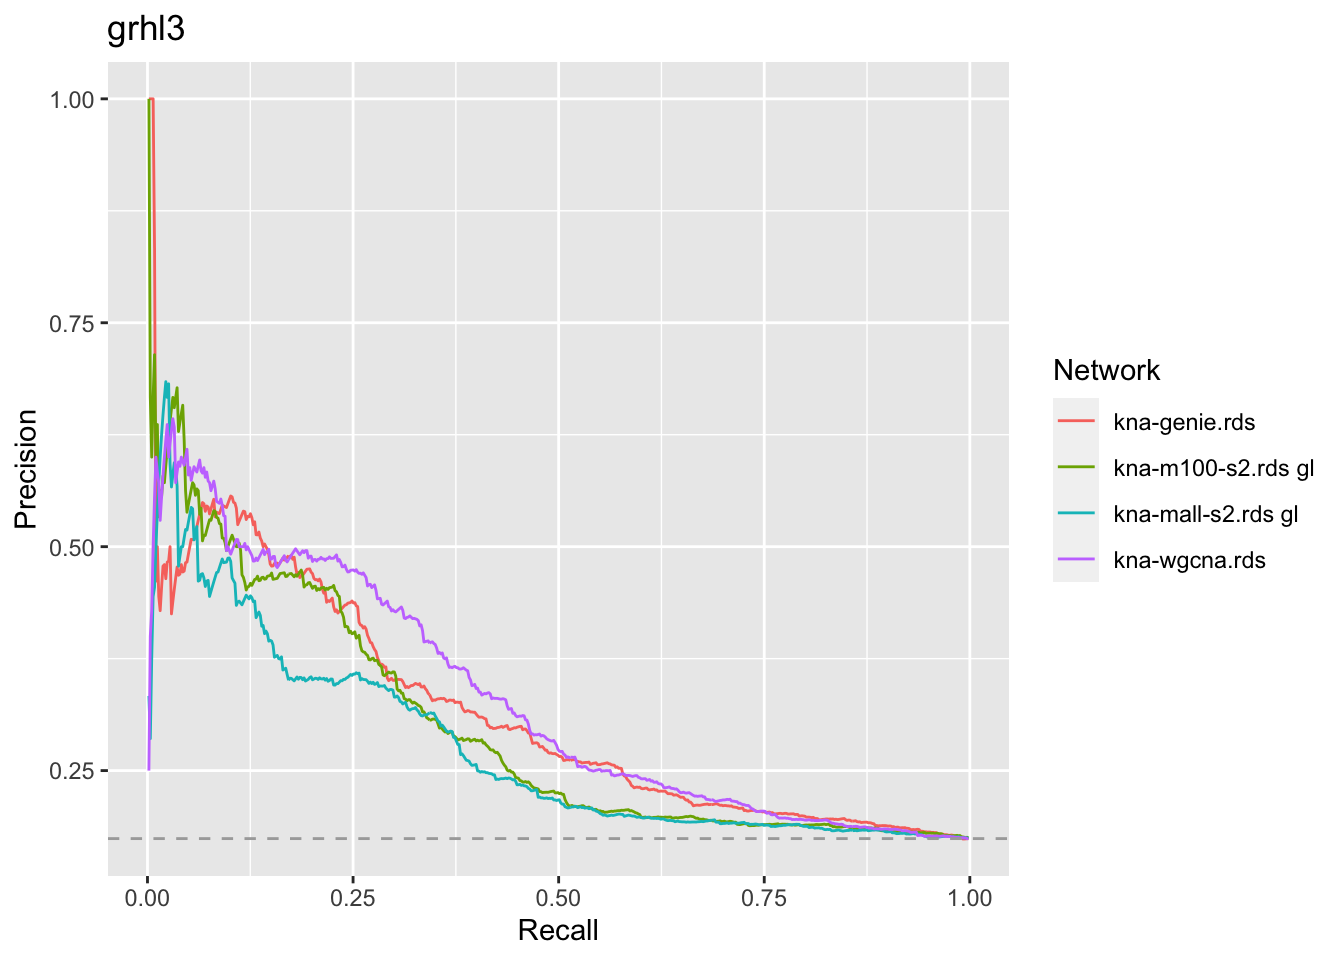 grhl3
1.00
0.75
0.50
0.25
Precision
0.00 0.25 0.50 0.75 1.00
Recall
Network
kna-genie.rds
kna-m100-s2.rds gl
kna-mall-s2.rds gl
kna-wgcna.rds